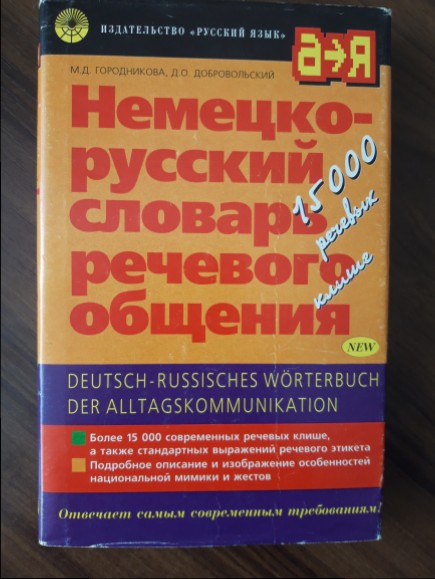 ИЗДАТЕЛЬСТВО «РУССКИЙ ЯЗЫК»
а→Я
М.Д. ГОРОДНИКОВА, Д.О. ДОБРОВОЛЬСКИЙ
Немецко-
русский
словарь
речевого
общения
15000
речевых
клише
NEW
DEUTSCH-RUSSISCHES WÖRTERBUCH
DER ALLTAGSKOMMUNIKATION
Более 15 000 современных речевых клише,
а также стандартных выражений речевого этикета
Подробное описание и изображение особенностей
национальной мимики и жестов
Отвечает самым современным требованиям!